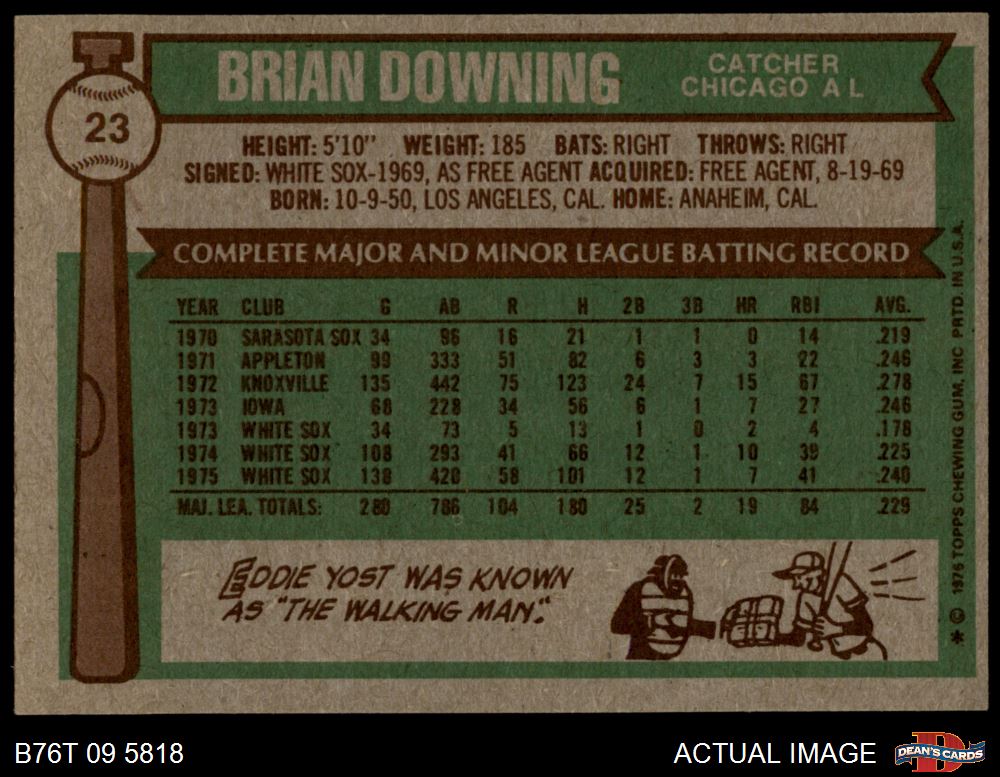 BRIAN DOWNING
CATCHER
CHICAGO A L
23
HEIGHT: 5'10" WEIGHT: 185 BATS: RIGHT THROWS: RIGHT
SIGNED: WHITE SOX-1969, AS FREE AGENT ACQUIRED: FREE AGENT, 8-19-69
BORN: 10-9-50, LOS ANGELES, CAL. HOME: ANAHEIM, CAL.
COMPLETE MAJOR AND MINOR LEAGUE BATTING RECORD
YEAR CLUB G AB R H 2B 3B HR RBI AVG.
1970 SARASOTA SOX 34 96 16 21 1 1 0 14 .219
1971 APPLETON 99 333 51 82 6 3 3 22 .246
1972 KNOXVILLE 135 442 75 123 24 7 15 67 .278
1973 IOWA 68 228 34 56 6 1 7 27 .246
1973 WHITE SOX 34 73 5 13 1 0 2 4 .178
1974 WHITE SOX 108 293 41 66 12 1 10 39 .225
1975 WHITE SOX 138 420 58 101 12 1 7 41 .240
MAJ. LEA. TOTALS: 280 786 104 180 25 2 19 84 .229
EDDIE YOST WAS KNOWN
AS "THE WALKING MAN."
* © 1976 TOPPS CHEWING GUM, INC PRTD. IN U.S.A.
B76T 09 5818
ACTUAL IMAGE
D
DEAN'S CARDS